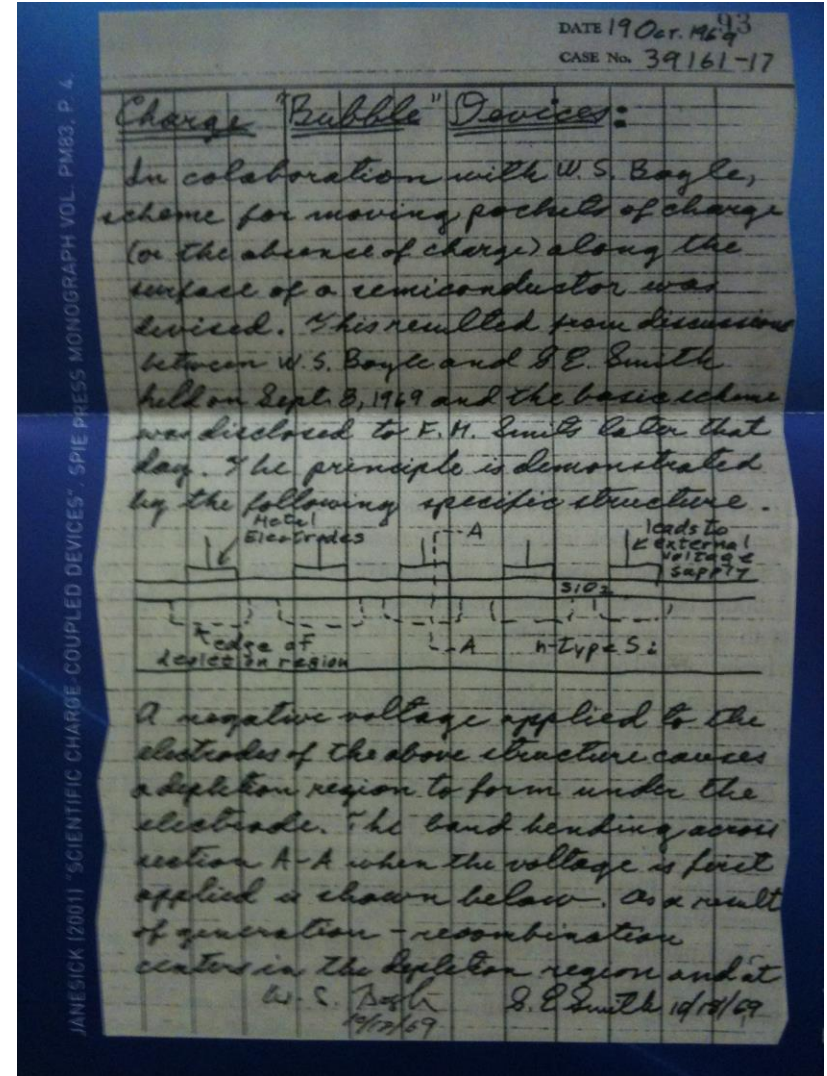 93
DATE 19 Oct. 1969
CASE No. 39161-17
Charge "Bubble" Devices:
In colaboration with W. S. Boyle,
scheme for moving pockets of charge
(or the absence of charge) along the
surface of a semiconductor was
devised. This resulted from discussions
between W. S. Boyle and G E. Smith
held on Sept. 8, 1969 and the basic scheme
was disclosed to F. M. Smits later that
day. The principle is demonstrated
by the following specific structure.
Metal
Electrodes
A
leads to
external
voltage
supply
SiO2
edge of
depletion region
A
n-type Si
A negative voltage applied to the
electrodes of the above structure causes
a depletion region to form under the
electrode. The band bending across
section A-A when the voltage is first
applied is shown below. As a result
of generation - recombination
centers in the depletion region and at
W. S. Boyle
G. E Smith
JANESICK (2001) "SCIENTIFIC CHARGE-COUPLED DEVICES". SPIE PRESS MONOGRAPH VOL. PM83, P. 4.